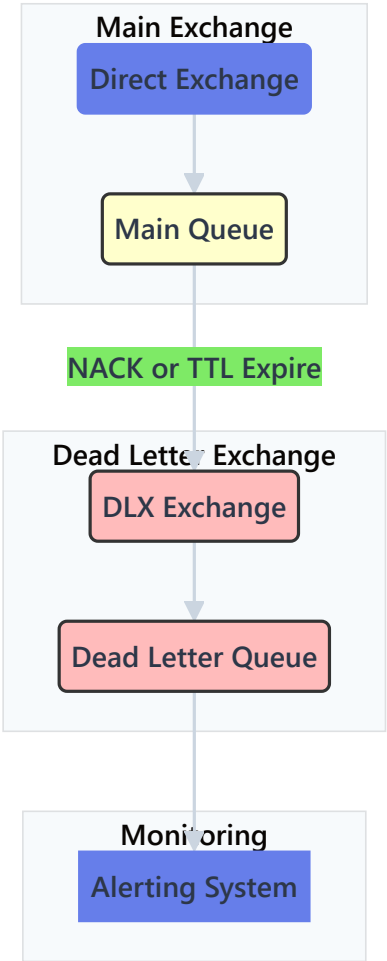 Main Exchange
Direct Exchange
Main Queue
NACK or TTL Expire
Dead Letter Exchange
DLX Exchange
Dead Letter Queue
Monitoring
Alerting System